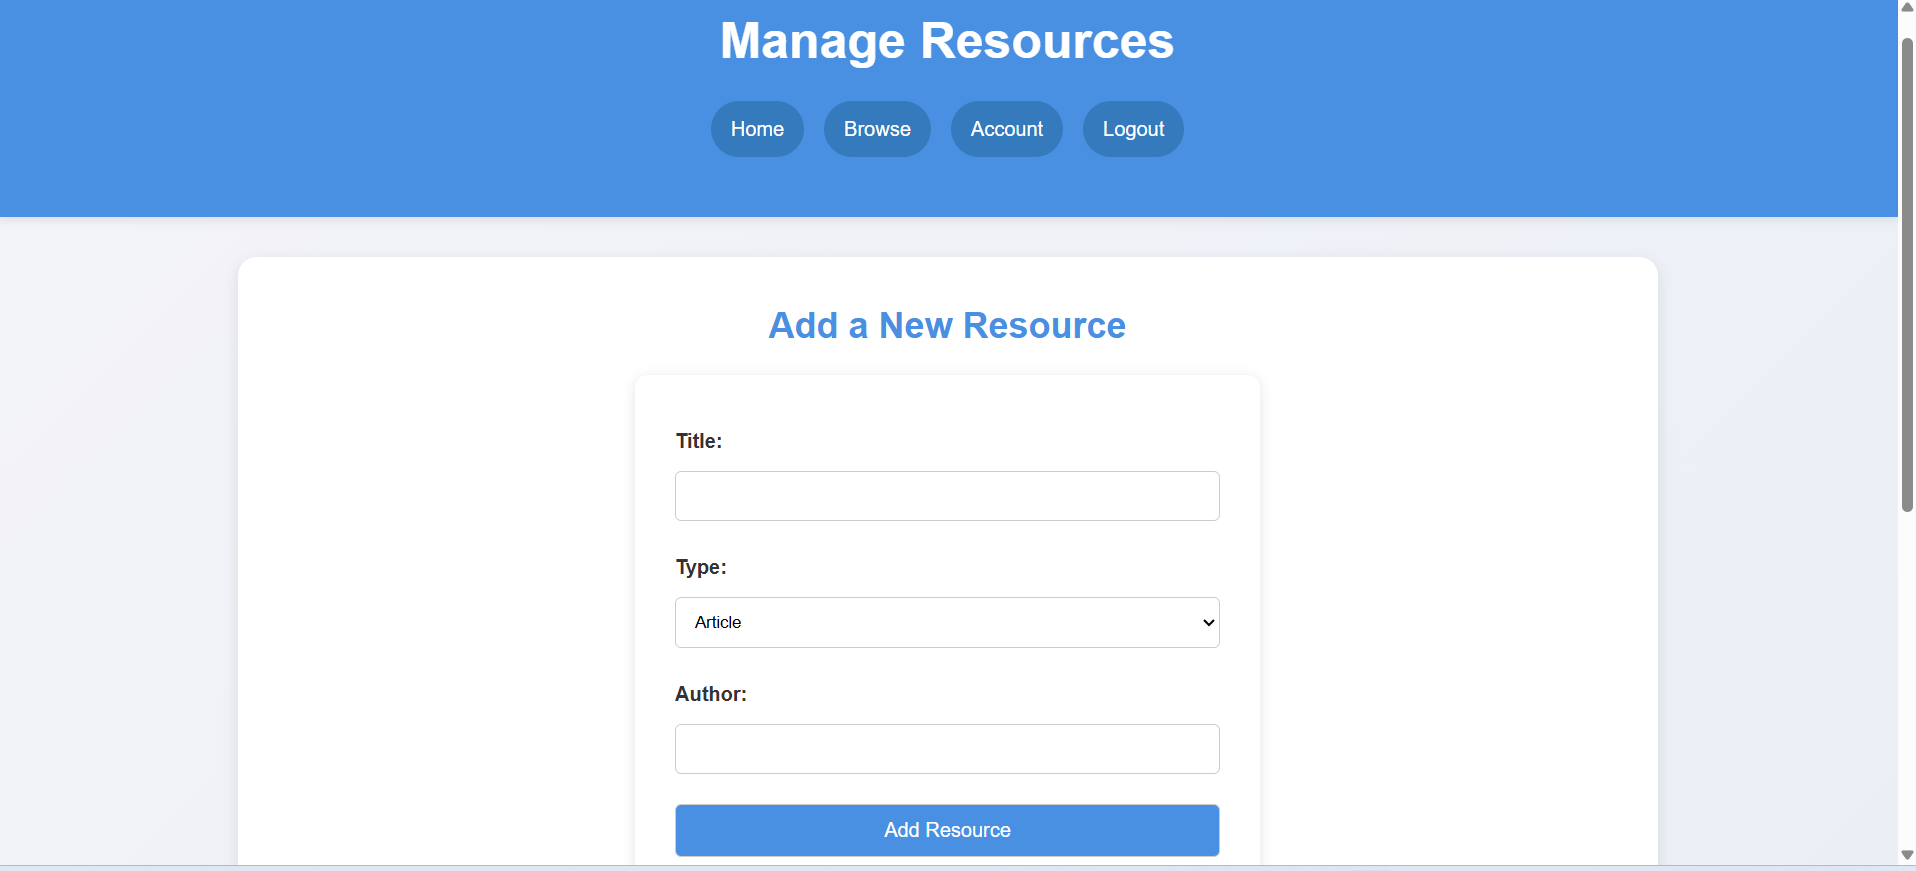 Manage Resources
Home Browse Account Logout
Add a New Resource
Title:
Type:
Article
Author:
Add Resource